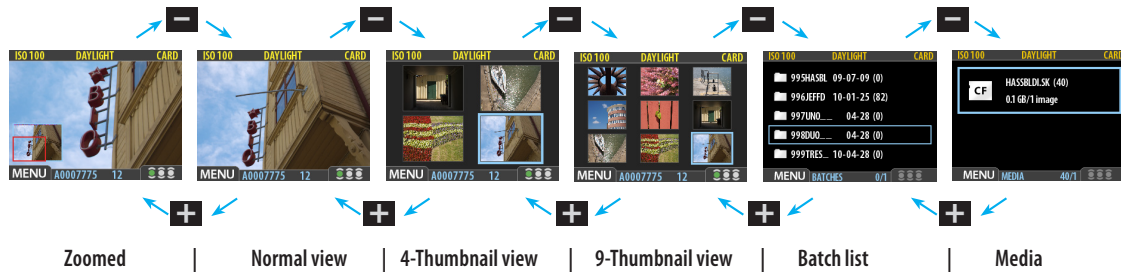 ISO 100 DAYLIGHT CARD
MENU A0007775 12
ISO 100 DAYLIGHT CARD
MENU A0007775 12
ISO 100 DAYLIGHT CARD
MENU A0007775 12
ISO 100 DAYLIGHT CARD
MENU A0007775 12
ISO 100 DAYLIGHT CARD
995HASBL 09-07-09 (0)
996JEFFD 10-01-25 (82)
997UNO__ 04-28 (0)
998DUO__ 04-28 (0)
999TRES_ 10-04-28 (0)
MENU BATCHES 0/1
ISO 100 DAYLIGHT CARD
CF HASSBLDI.SK (40)
0.1 GB/1 image
MENU MEDIA 40/1
Zoomed | Normal view | 4-Thumbnail view | 9-Thumbnail view | Batch list | Media